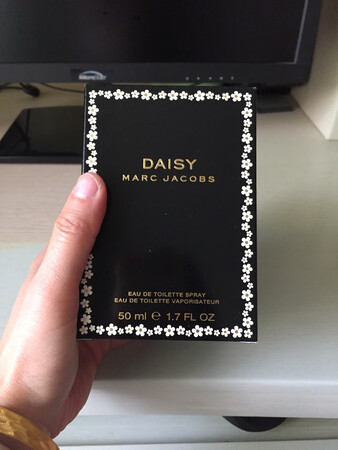 DAISY
MARC JACOBS
EAU DE TOILETTE SPRAY
EAU DE TOILETTE VAPORISATEUR
50 ml ℮ 1.7 FL OZ